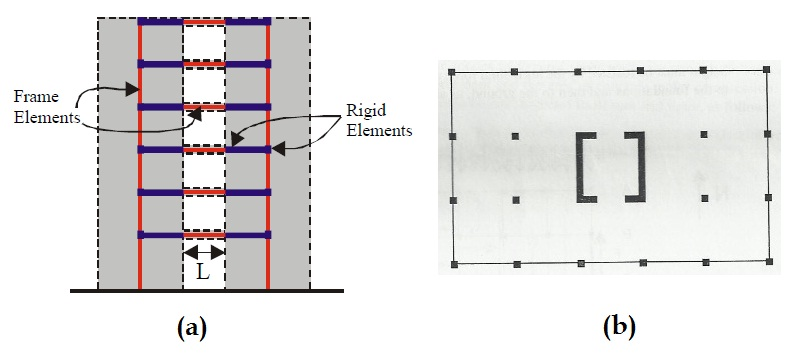 Frame
Elements
Rigid
Elements
L
(a)
(b)